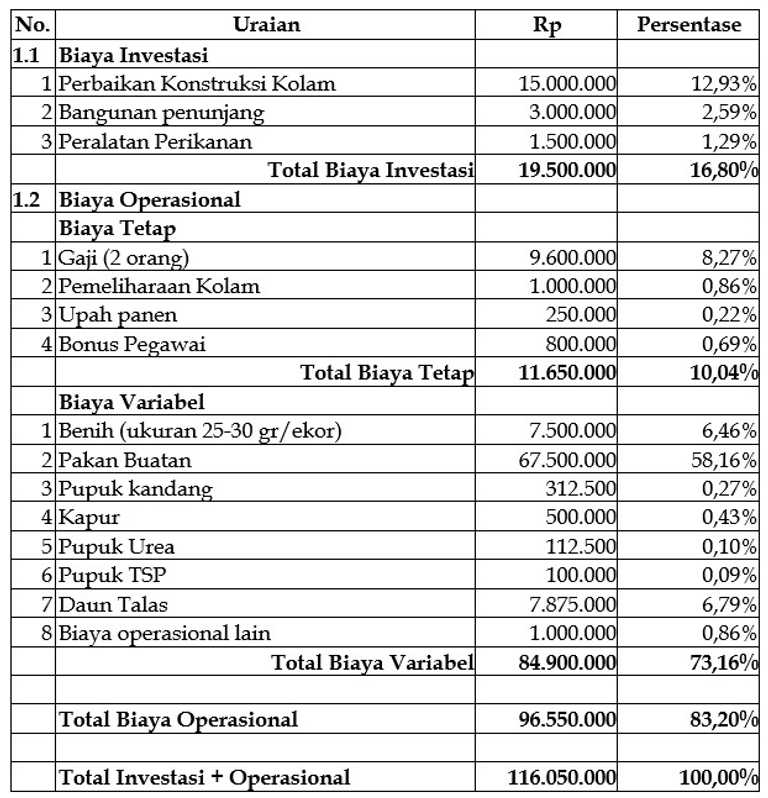 No. Uraian Rp Persentase
1.1 Biaya Investasi
1 Perbaikan Konstruksi Kolam 15.000.000 12,93%
2 Bangunan penunjang 3.000.000 2,59%
3 Peralatan Perikanan 1.500.000 1,29%
Total Biaya Investasi 19.500.000 16,80%
1.2 Biaya Operasional
Biaya Tetap
1 Gaji (2 orang) 9.600.000 8,27%
2 Pemeliharaan Kolam 1.000.000 0,86%
3 Upah panen 250.000 0,22%
4 Bonus Pegawai 800.000 0,69%
Total Biaya Tetap 11.650.000 10,04%
Biaya Variabel
1 Benih (ukuran 25-30 gr/ekor) 7.500.000 6,46%
2 Pakan Buatan 67.500.000 58,16%
3 Pupuk kandang 312.500 0,27%
4 Kapur 500.000 0,43%
5 Pupuk Urea 112.500 0,10%
6 Pupuk TSP 100.000 0,09%
7 Daun Talas 7.875.000 6,79%
8 Biaya operasional lain 1.000.000 0,86%
Total Biaya Variabel 84.900.000 73,16%
Total Biaya Operasional 96.550.000 83,20%
Total Investasi + Operasional 116.050.000 100,00%